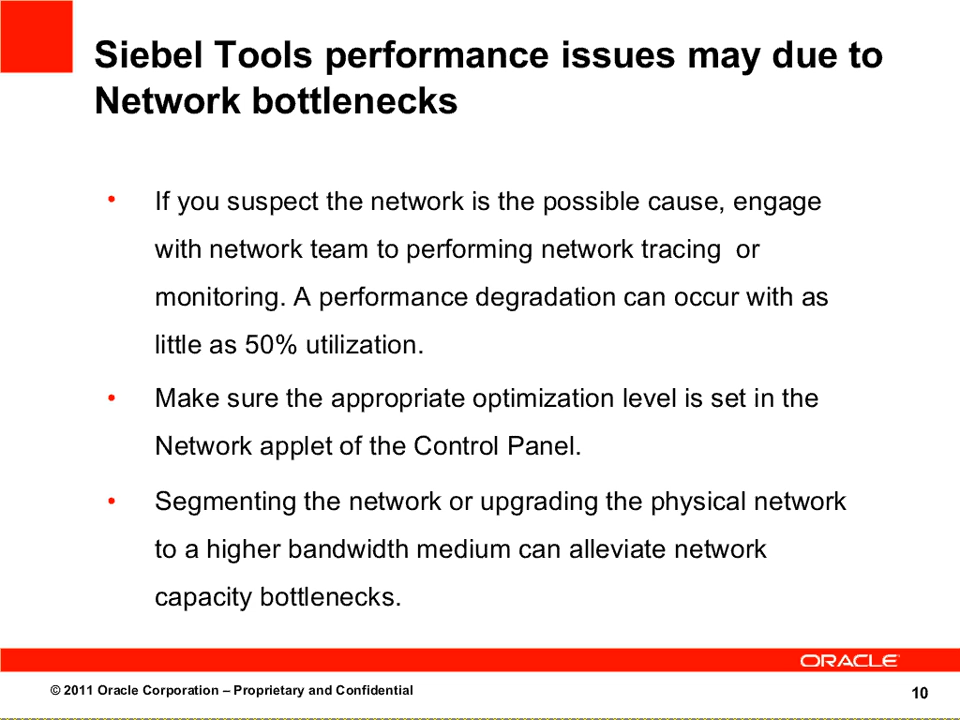 Siebel Tools performance issues may due to
Network bottlenecks
• If you suspect the network is the possible cause, engage
with network team to performing network tracing  or
monitoring. A performance degradation can occur with as
little as 50% utilization.
• Make sure the appropriate optimization level is set in the
Network applet of the Control Panel.
• Segmenting the network or upgrading the physical network
to a higher bandwidth medium can alleviate network
capacity bottlenecks.
ORACLE
© 2011 Oracle Corporation – Proprietary and Confidential
10